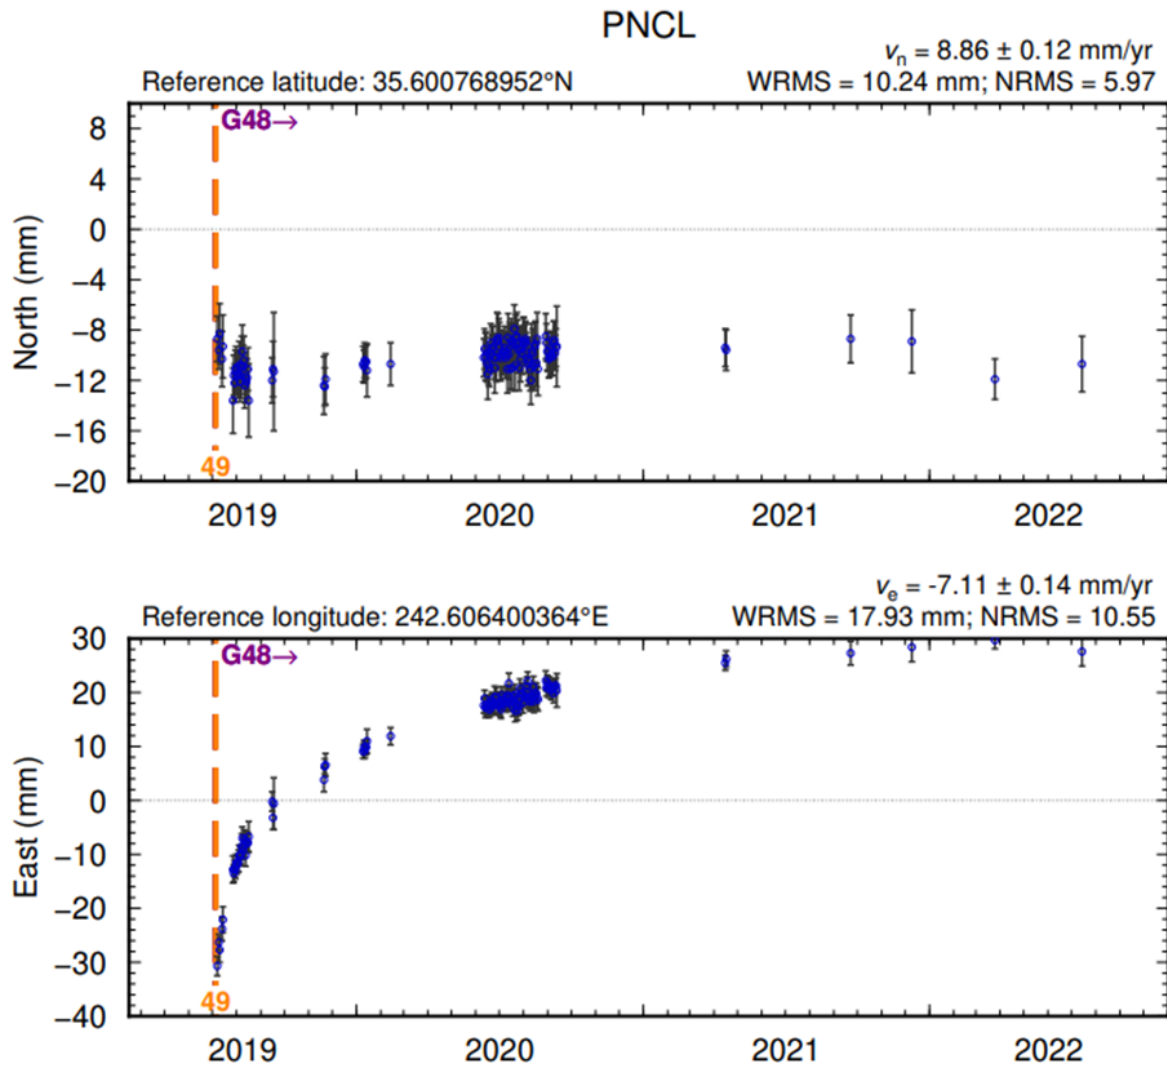 PNCL
vn = 8.86 ± 0.12 mm/yr
Reference latitude: 35.600768952°N WRMS = 10.24 mm; NRMS = 5.97
G48→
8
4
0
−4
−8
−12
−16
−20
North (mm)
49
2019 2020 2021 2022
ve = -7.11 ± 0.14 mm/yr
Reference longitude: 242.606400364°E WRMS = 17.93 mm; NRMS = 10.55
G48→
30
20
10
0
−10
−20
−30
−40
East (mm)
49
2019 2020 2021 2022